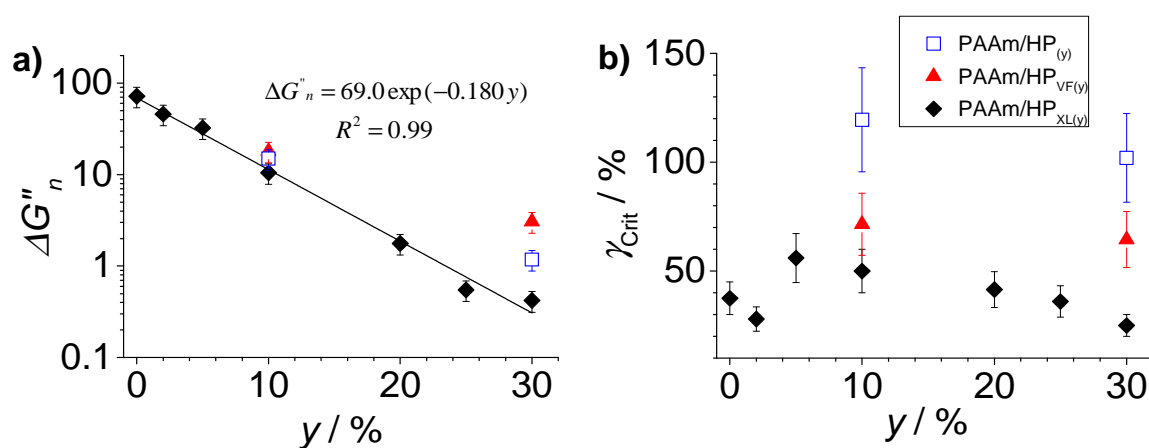 a)
ΔG"n = 69.0 exp(−0.180 y)
R² = 0.99
100
10
1
0.1
ΔG"n
0 10 20 30
y / %
b)
PAAm/HP(y)
PAAm/HPVF(y)
PAAm/HPXL(y)
150
100
50
γCrit / %
0 10 20 30
y / %